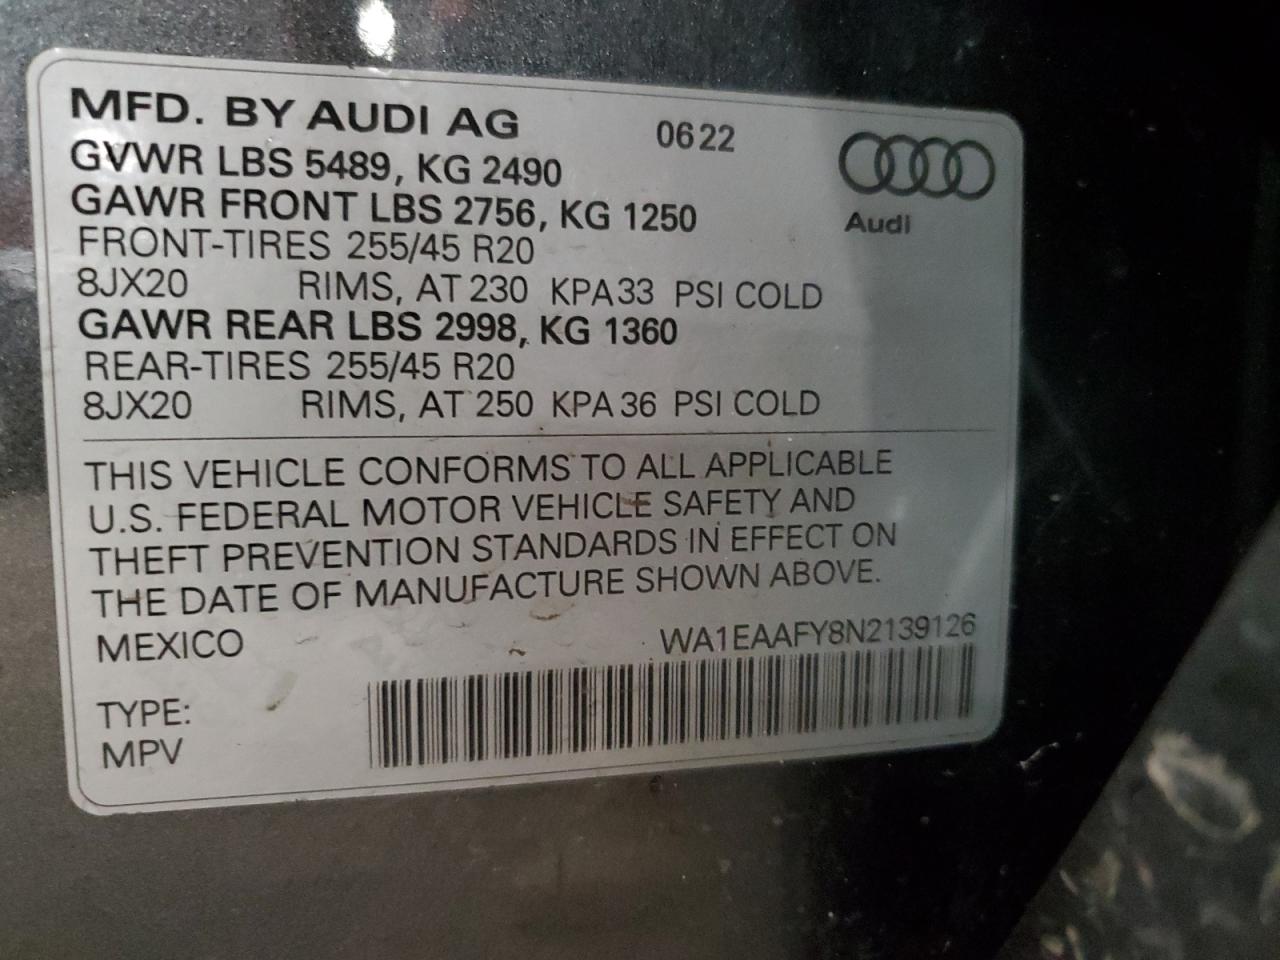 MFD. BY AUDI AG 0622
GVWR LBS 5489, KG 2490
GAWR FRONT LBS 2756, KG 1250
Audi
FRONT-TIRES 255/45 R20
8JX20 RIMS, AT 230 KPA 33 PSI COLD
GAWR REAR LBS 2998, KG 1360
REAR-TIRES 255/45 R20
8JX20 RIMS, AT 250 KPA 36 PSI COLD
THIS VEHICLE CONFORMS TO ALL APPLICABLE
U.S. FEDERAL MOTOR VEHICLE SAFETY AND
THEFT PREVENTION STANDARDS IN EFFECT ON
THE DATE OF MANUFACTURE SHOWN ABOVE.
MEXICO WA1EAAFY8N2139126
TYPE:
MPV